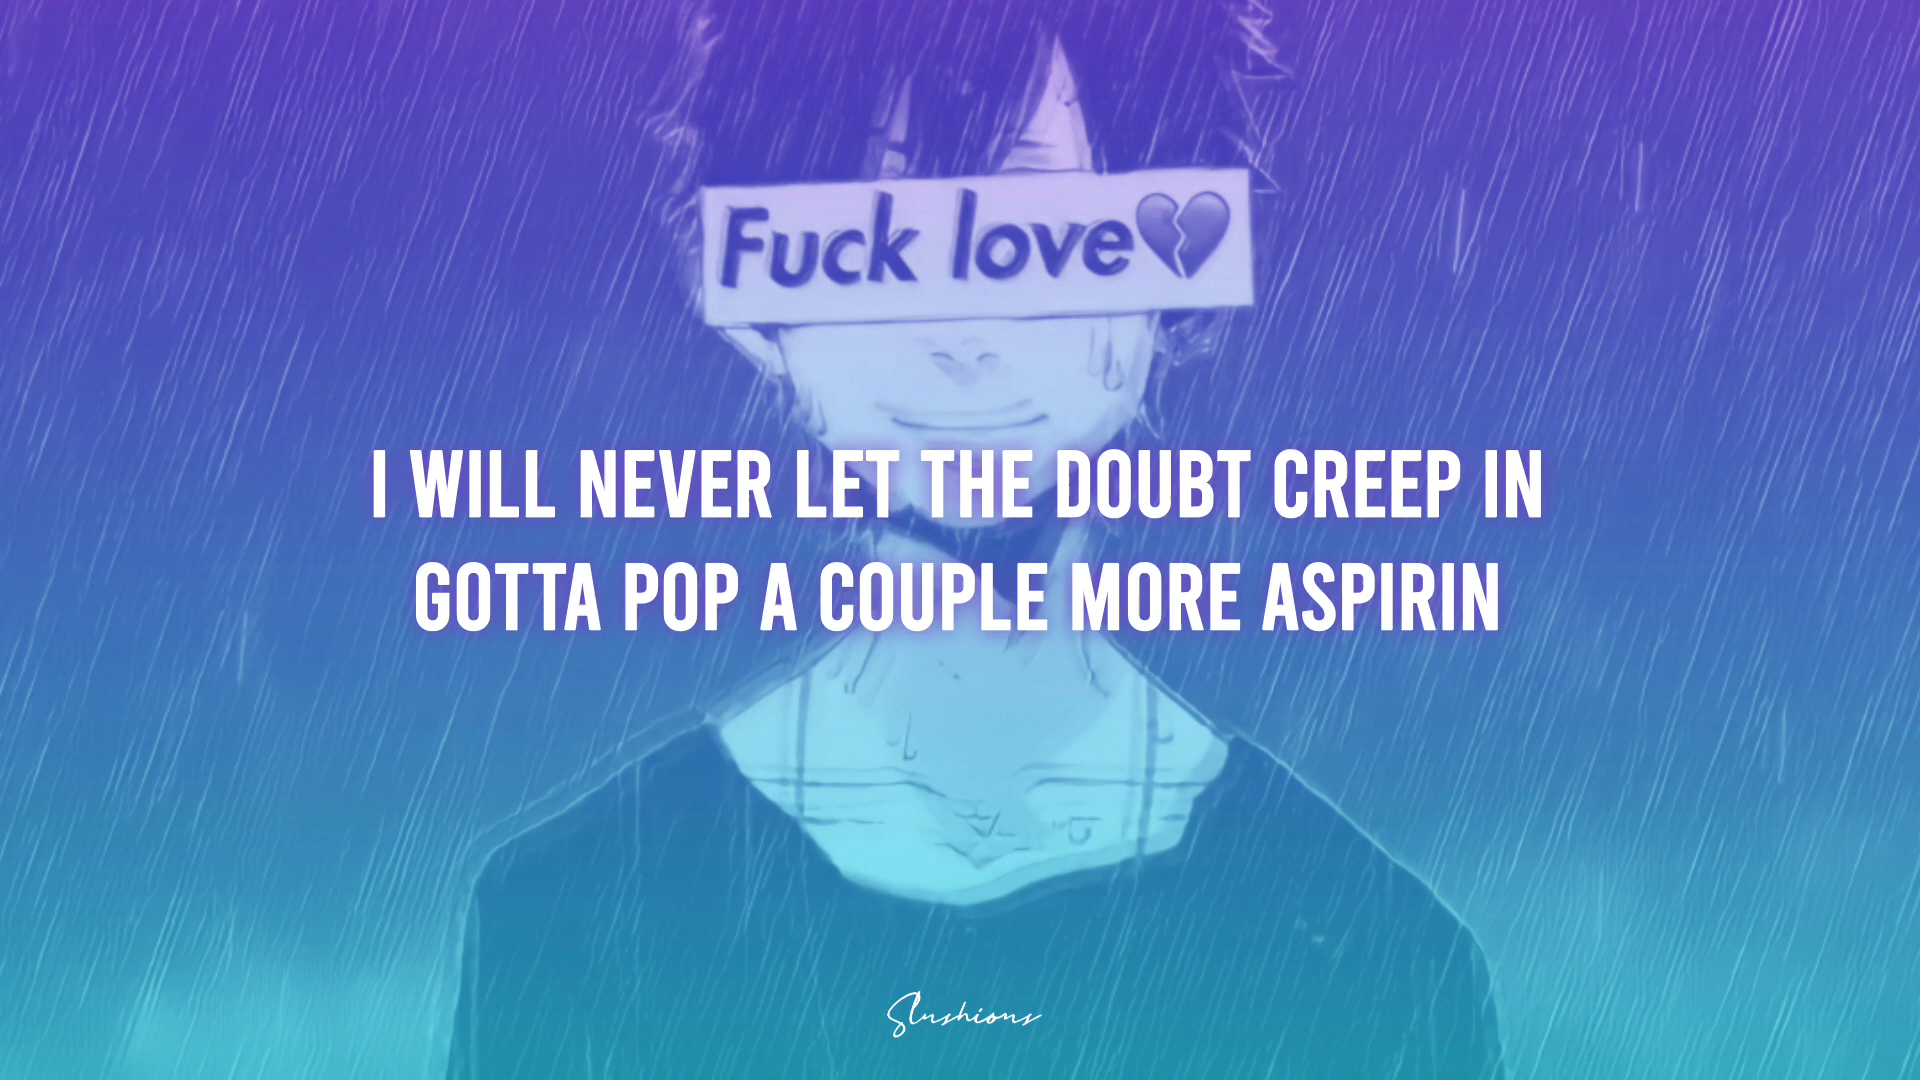 Fuck love💔
I WILL NEVER LET THE DOUBT CREEP IN
GOTTA POP A COUPLE MORE ASPIRIN
Slushions